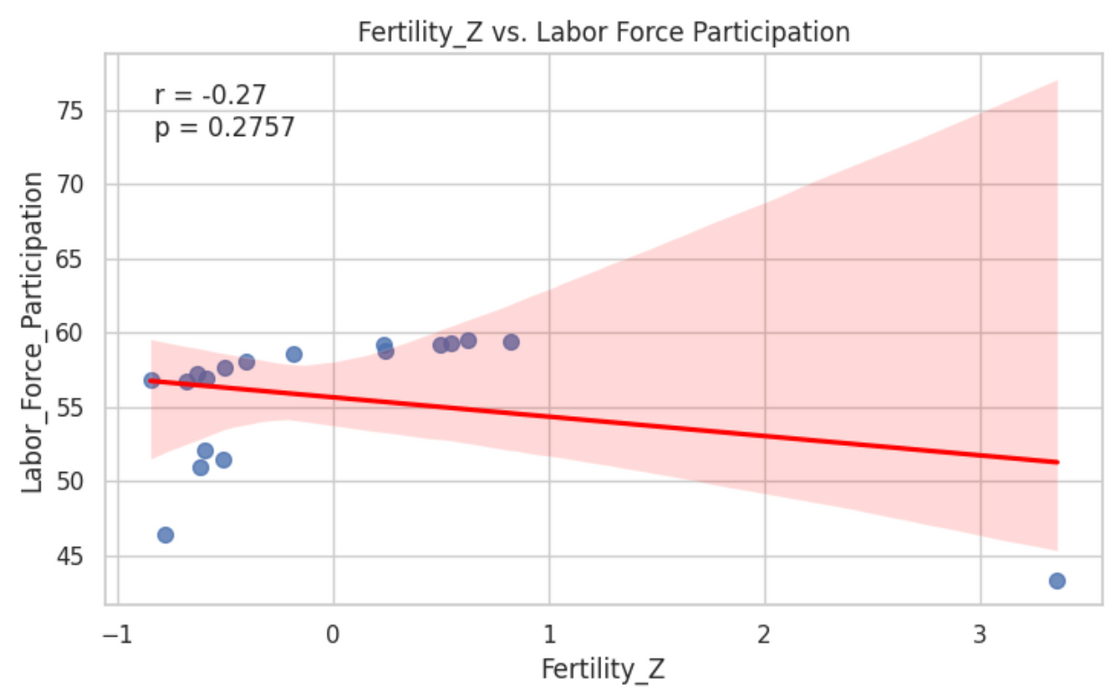 Fertility_Z vs. Labor Force Participation
r = -0.27
p = 0.2757
Labor_Force_Participation
75
70
65
60
55
50
45
−1
0
1
2
3
Fertility_Z